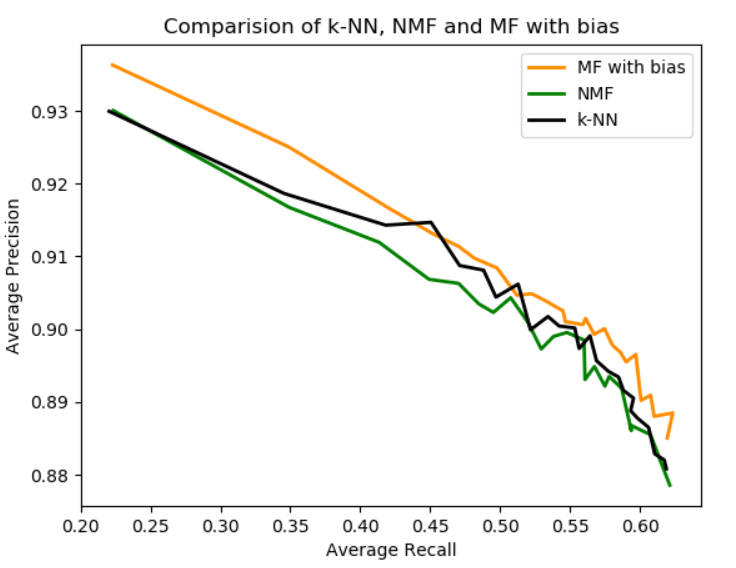 Comparision of k-NN, NMF and MF with bias
MF with bias
NMF
k-NN
0.93
0.92
0.91
0.90
0.89
0.88
Average Precision
0.20 0.25 0.30 0.35 0.40 0.45 0.50 0.55 0.60
Average Recall